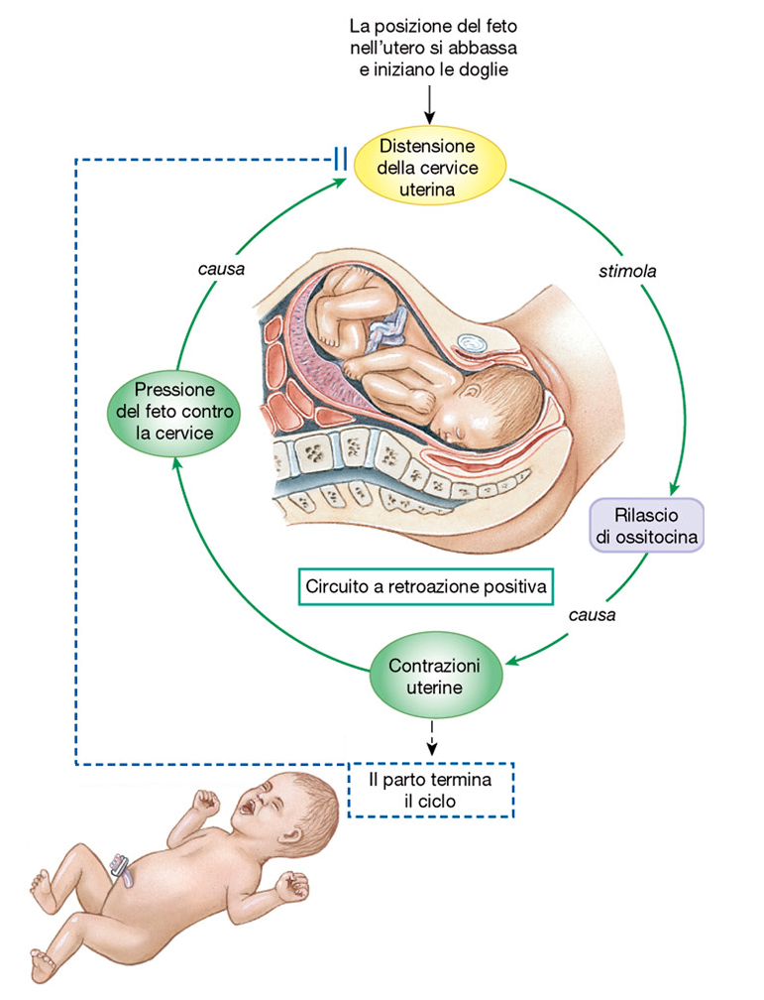 La posizione del feto
nell'utero si abbassa
e iniziano le doglie
Distensione
della cervice
uterina
causa
stimola
Pressione
del feto contro
la cervice
Rilascio
di ossitocina
Circuito a retroazione positiva
causa
Contrazioni
uterine
Il parto termina
il ciclo